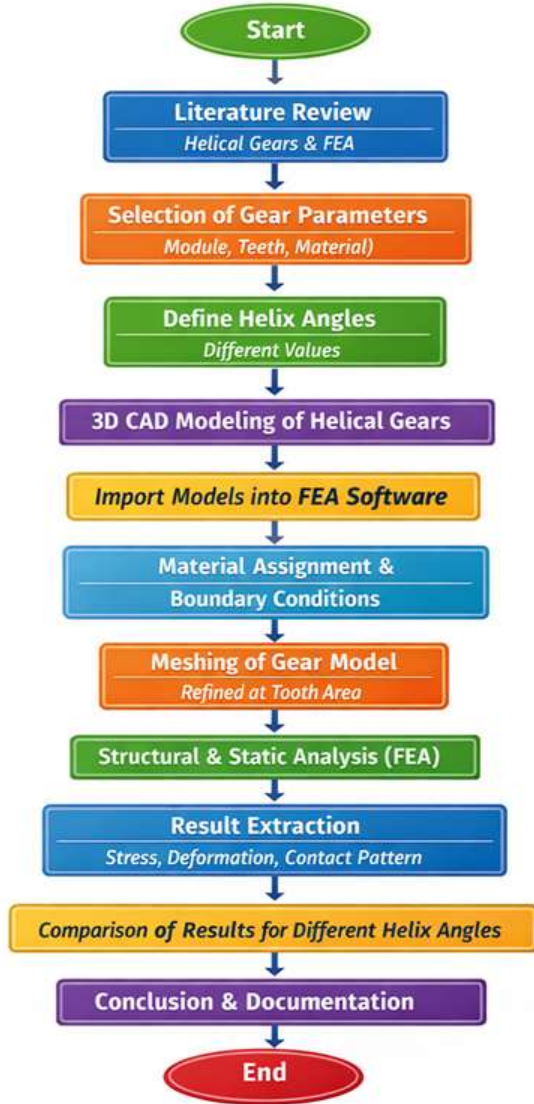 Start
Literature Review
Helical Gears & FEA
Selection of Gear Parameters
Module, Teeth, Material)
Define Helix Angles
Different Values
3D CAD Modeling of Helical Gears
Import Models into FEA Software
Material Assignment &
Boundary Conditions
Meshing of Gear Model
Refined at Tooth Area
Structural & Static Analysis (FEA)
Result Extraction
Stress, Deformation, Contact Pattern
Comparison of Results for Different Helix Angles
Conclusion & Documentation
End